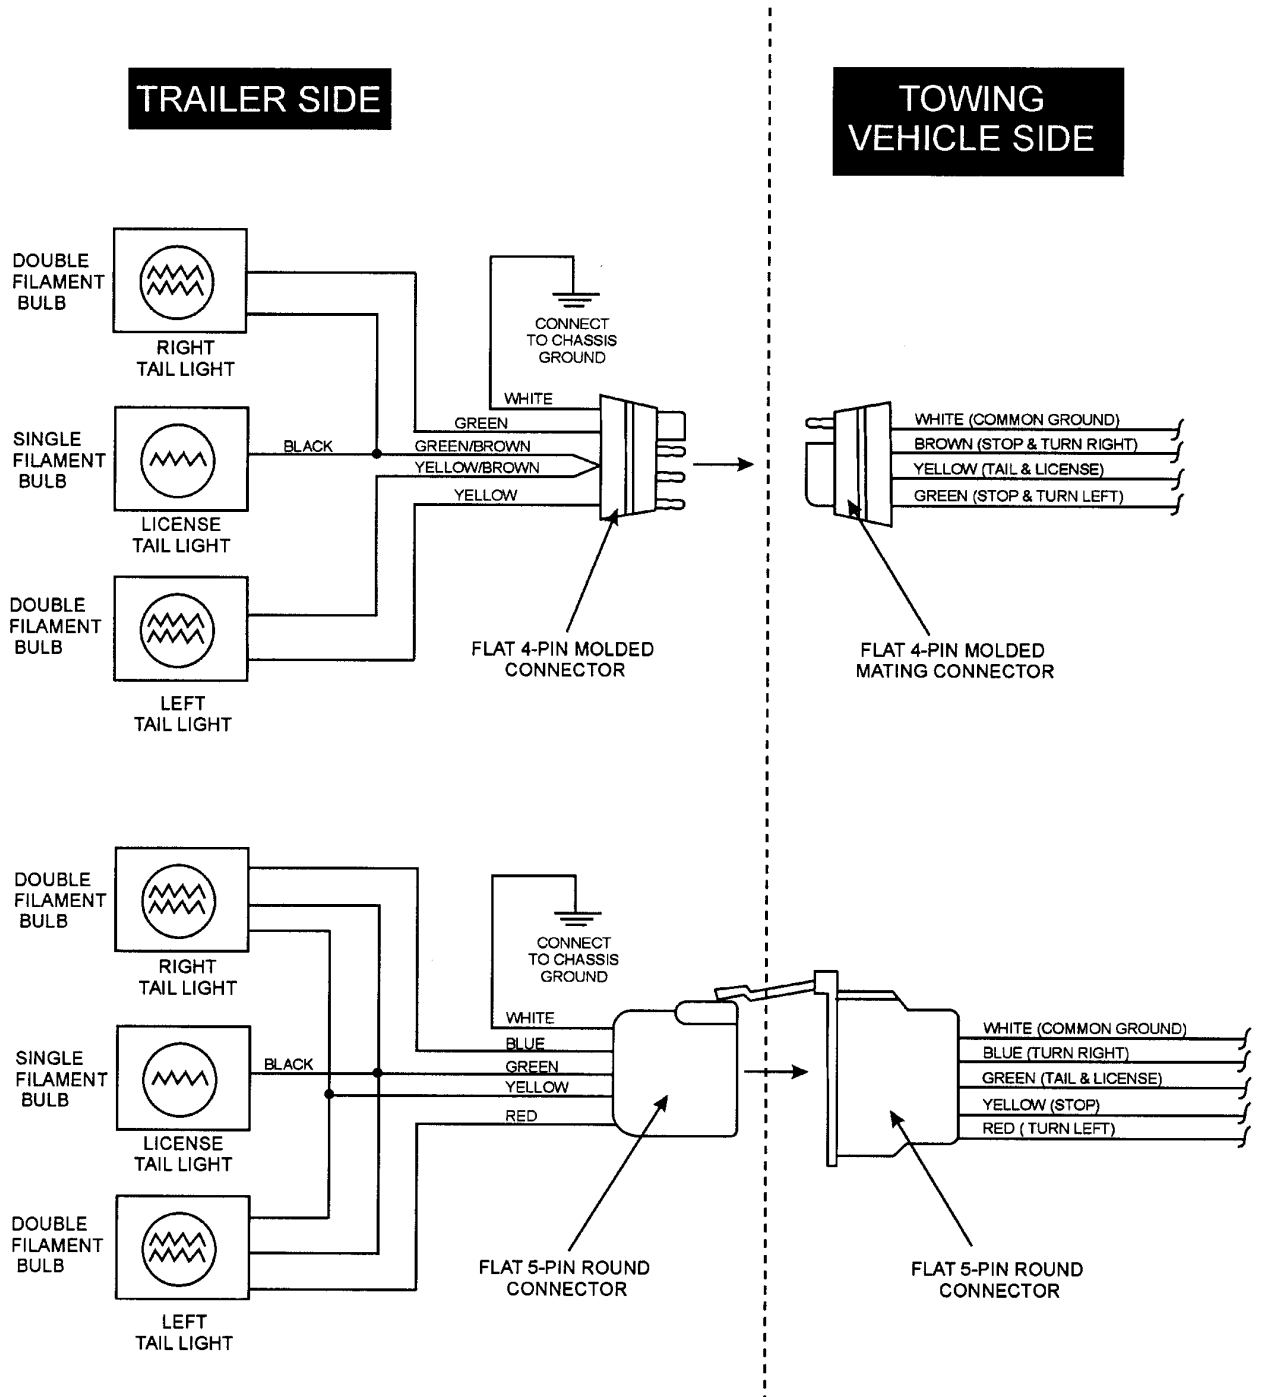 TRAILER SIDE
TOWING
VEHICLE SIDE
DOUBLE
FILAMENT
BULB
RIGHT
TAIL LIGHT
SINGLE
FILAMENT
BULB
LICENSE
TAIL LIGHT
DOUBLE
FILAMENT
BULB
LEFT
TAIL LIGHT
CONNECT
TO CHASSIS
GROUND
WHITE
GREEN
BLACK
GREEN/BROWN
YELLOW/BROWN
YELLOW
FLAT 4-PIN MOLDED
CONNECTOR
WHITE (COMMON GROUND)
BROWN (STOP & TURN RIGHT)
YELLOW (TAIL & LICENSE)
GREEN (STOP & TURN LEFT)
FLAT 4-PIN MOLDED
MATING CONNECTOR
DOUBLE
FILAMENT
BULB
RIGHT
TAIL LIGHT
SINGLE
FILAMENT
BULB
LICENSE
TAIL LIGHT
DOUBLE
FILAMENT
BULB
LEFT
TAIL LIGHT
CONNECT
TO CHASSIS
GROUND
WHITE
BLUE
BLACK
GREEN
YELLOW
RED
FLAT 5-PIN ROUND
CONNECTOR
WHITE (COMMON GROUND)
BLUE (TURN RIGHT)
GREEN (TAIL & LICENSE)
YELLOW (STOP)
RED ( TURN LEFT)
FLAT 5-PIN ROUND
CONNECTOR